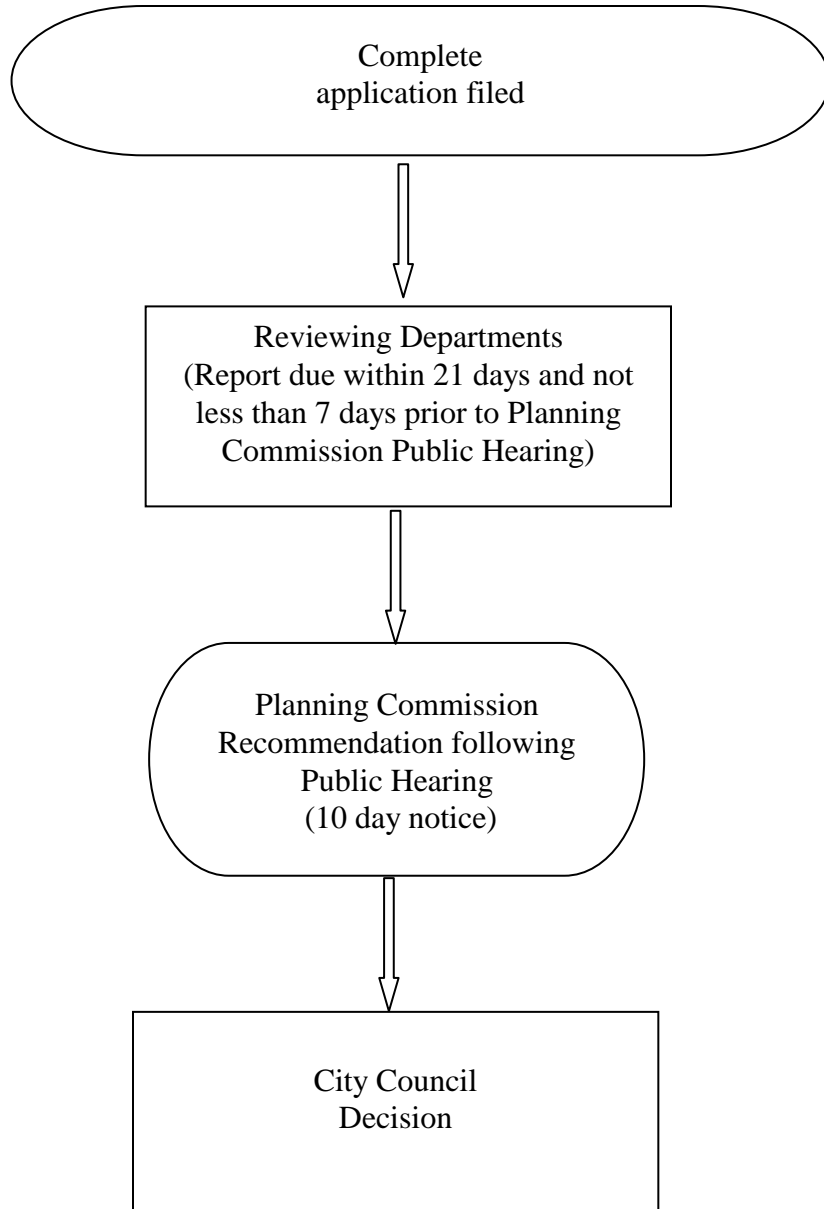 Complete
application filed
Reviewing Departments
(Report due within 21 days and not
less than 7 days prior to Planning
Commission Public Hearing)
Planning Commission
Recommendation following
Public Hearing
(10 day notice)
City Council
Decision